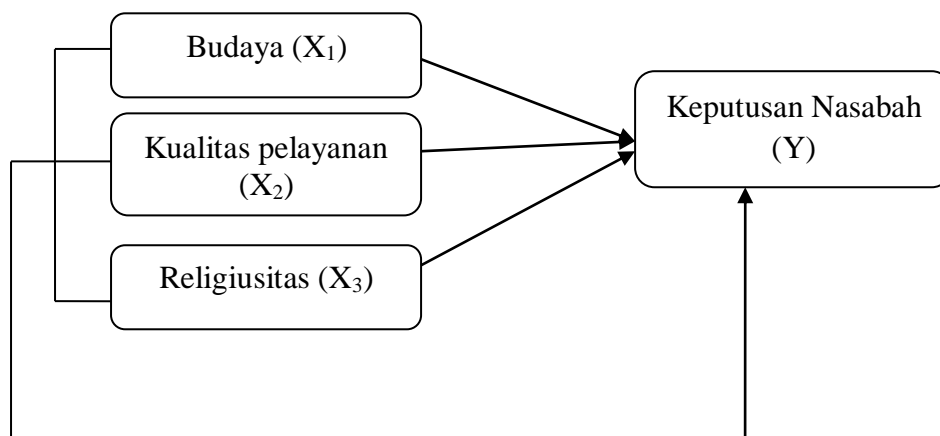 Budaya (X₁)
Kualitas pelayanan
(X₂)
Religiusitas (X₃)
Keputusan Nasabah
(Y)